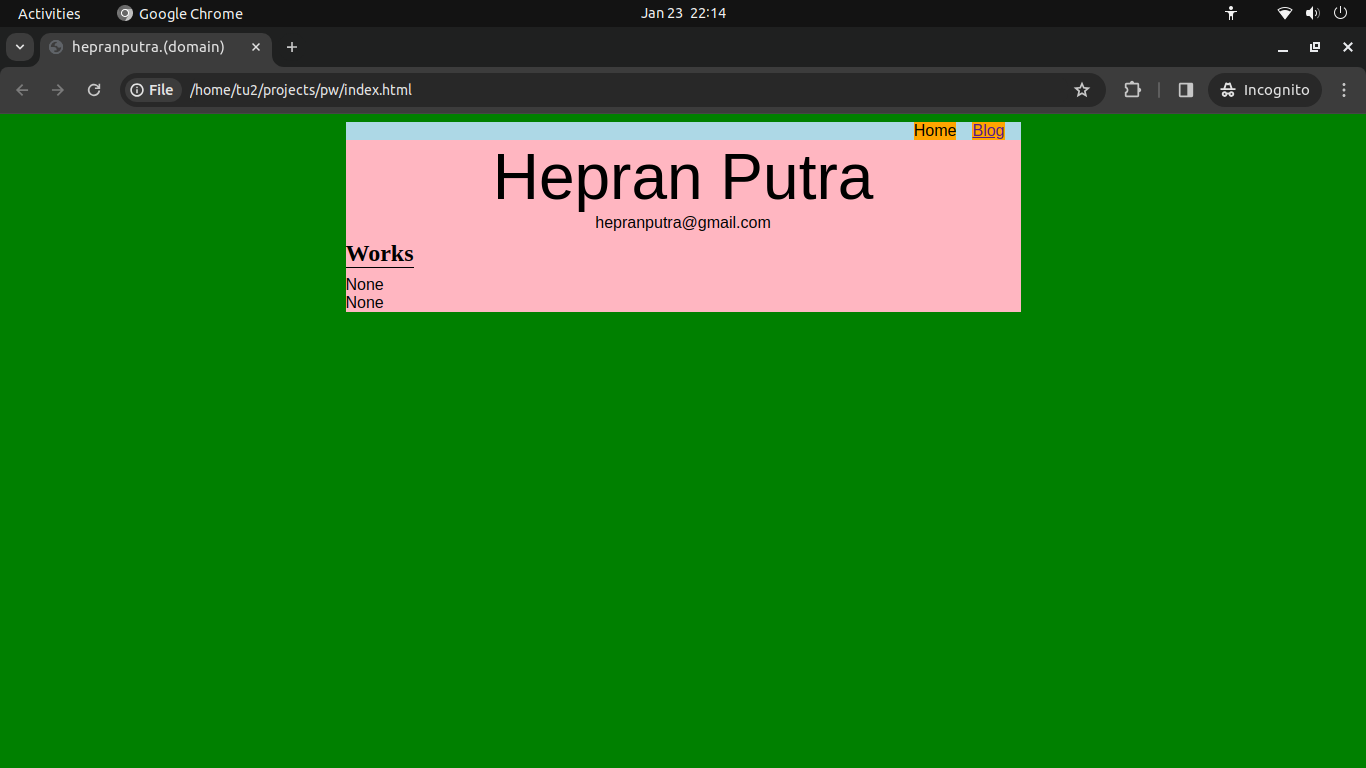 Activities Google Chrome Jan 23 22:14
hepranputra.(domain)
File /home/tu2/projects/pw/index.html Incognito
Home Blog
Hepran Putra
hepranputra@gmail.com
Works
None
None